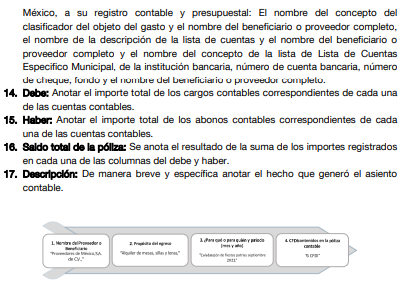 México, a su registro contable y presupuestal: El nombre del concepto del
clasificador del objeto del gasto y el nombre del beneficiario o proveedor completo,
el nombre de la descripción de la lista de cuentas y el nombre del beneficiario o
proveedor completo y el nombre del concepto de la lista de Lista de Cuentas
Especifico Municipal, de la institución bancaria, número de cuenta bancaria, número
de cheque, fondo y el nombre del beneficiario o proveedor completo.
14. Debe: Anotar el importe total de los cargos contables correspondientes de cada una
de las cuentas contables.
15. Haber: Anotar el importe total de los abonos contables correspondientes de cada
una de las cuentas contables.
16. Saldo total de la póliza: Se anota el resultado de la suma de los importes registrados
en cada una de las columnas del debe y haber.
17. Descripción: De manera breve y específica anotar el hecho que generó el asiento
contable.
1. Nombre del Proveedor o
Beneficiario
"Proveedores de México, S.A.
de C.V.,"
2. Propósito del egreso
"Alquiler de mesas, sillas y lonas,"
3. ¿Para qué o para quién y periodo
(mes y año)
"Celebración de fiestas patrias septiembre
2021"
4. CFDI contenidos en la póliza
contable
"5 CFDI"